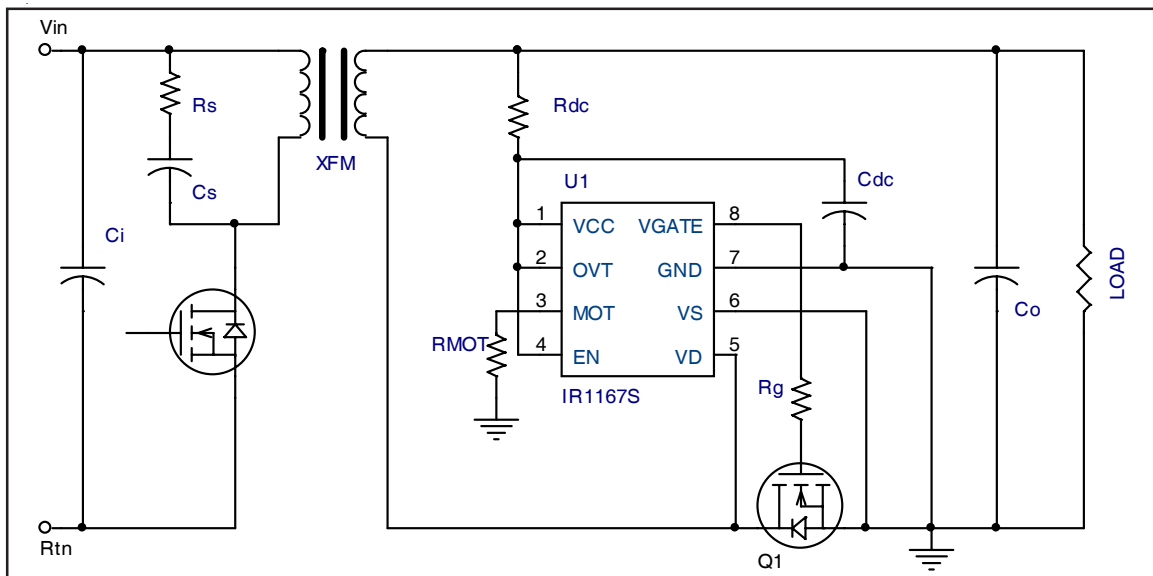 Vin
Rs
Cs
Ci
XFM
Rdc
Cdc
U1
1 VCC VGATE 8
2 OVT GND 7
3 MOT VS 6
4 EN VD 5
RMOT
IR1167S
Rg
Co
LOAD
Rtn
Q1